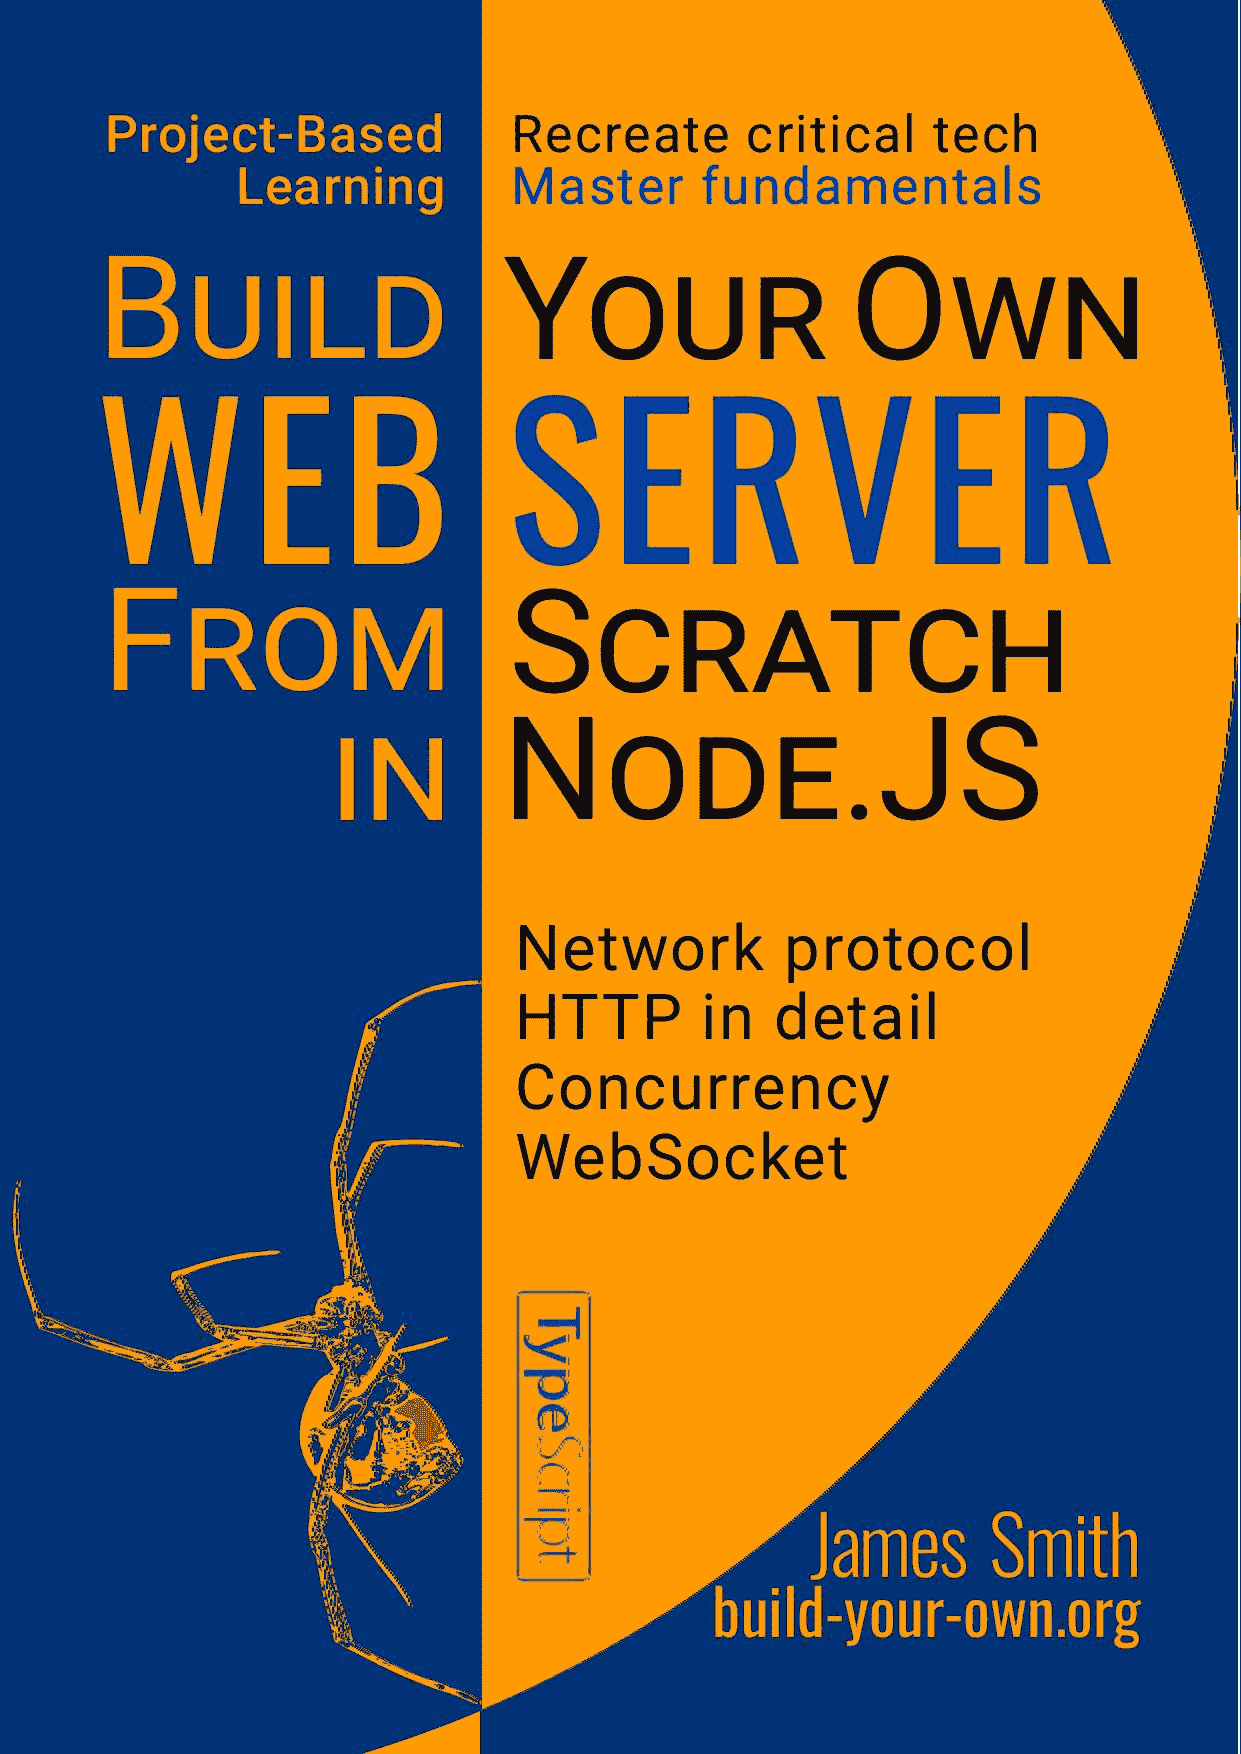 Project-Based Recreate critical tech
Learning Master fundamentals
BUILD YOUR OWN
WEB SERVER
FROM SCRATCH
IN NODE.JS
Network protocol
HTTP in detail
Concurrency
WebSocket
TypeScript
James Smith
build-your-own.org